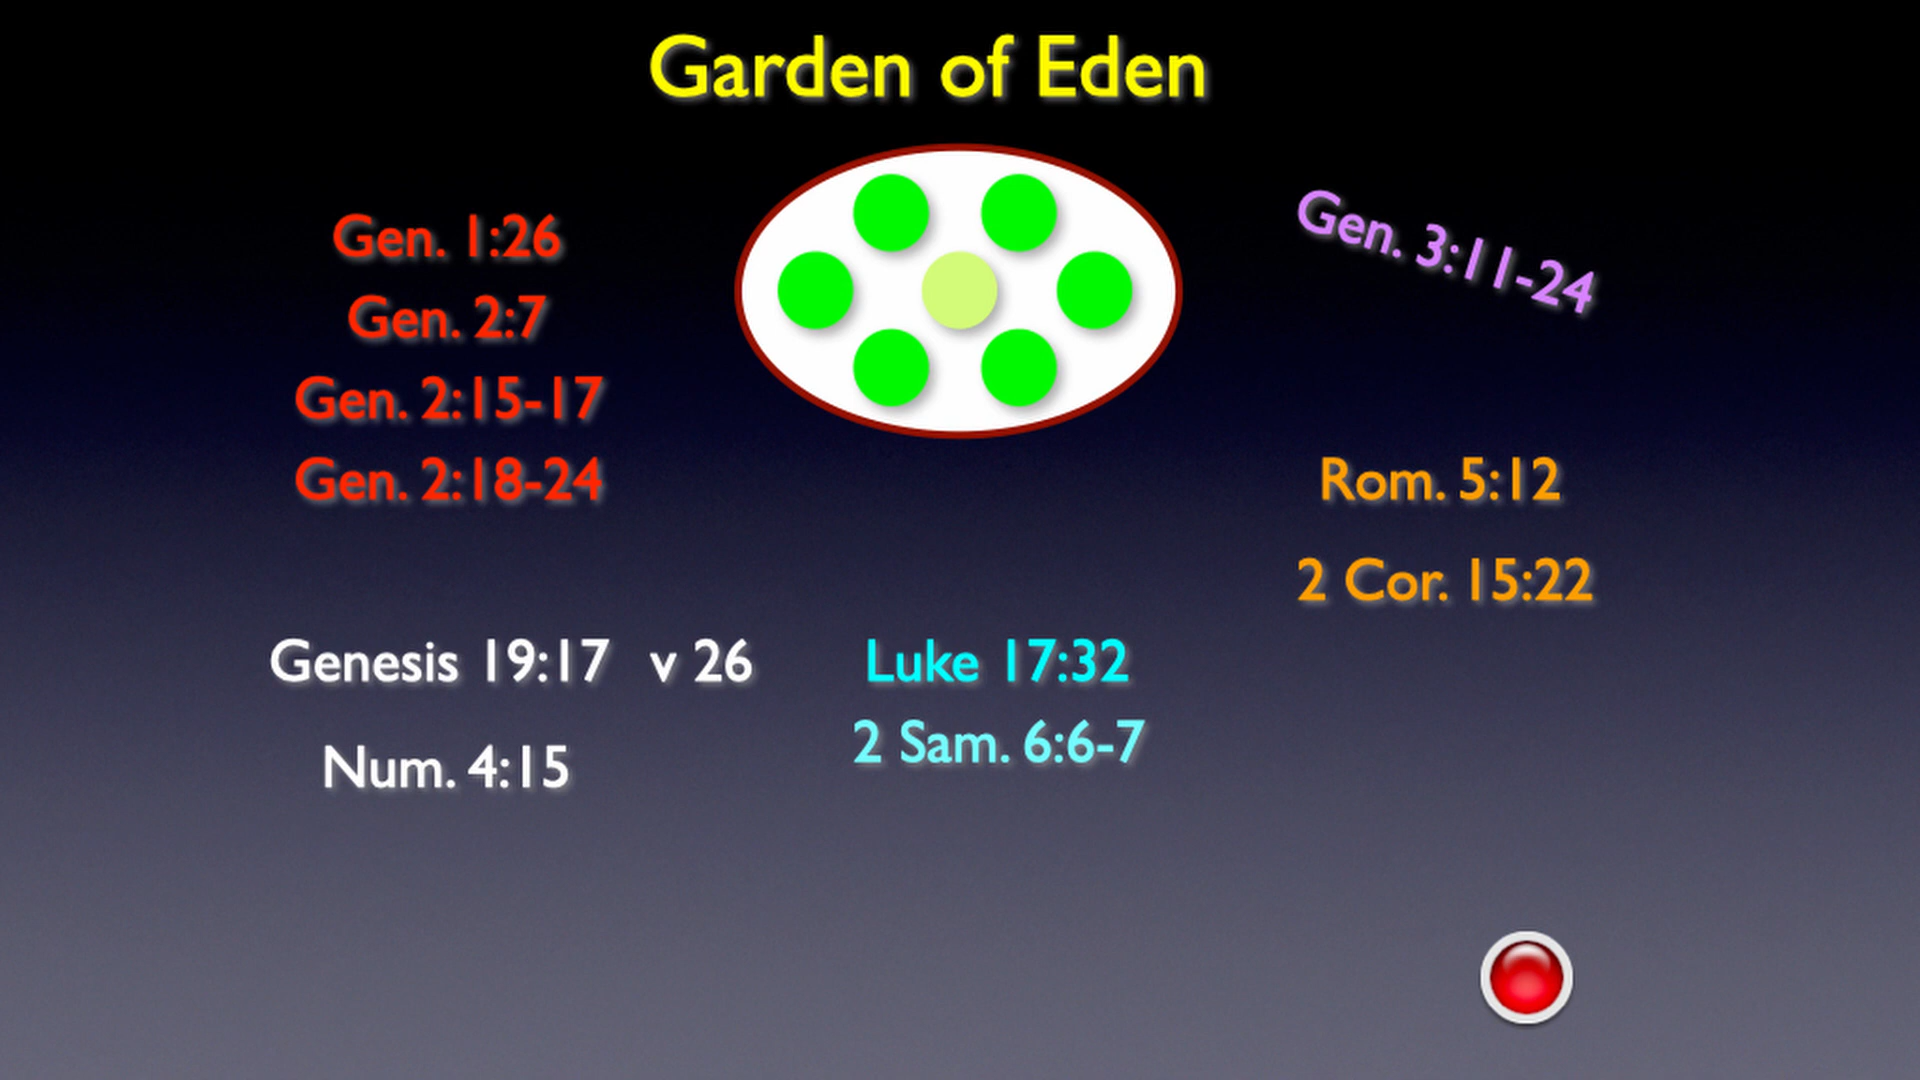 Garden of Eden
Gen. 1:26
Gen. 2:7
Gen. 2:15-17
Gen. 2:18-24
Gen. 3:11-24
Rom. 5:12
2 Cor. 15:22
Genesis 19:17 v 26
Num. 4:15
Luke 17:32
2 Sam. 6:6-7